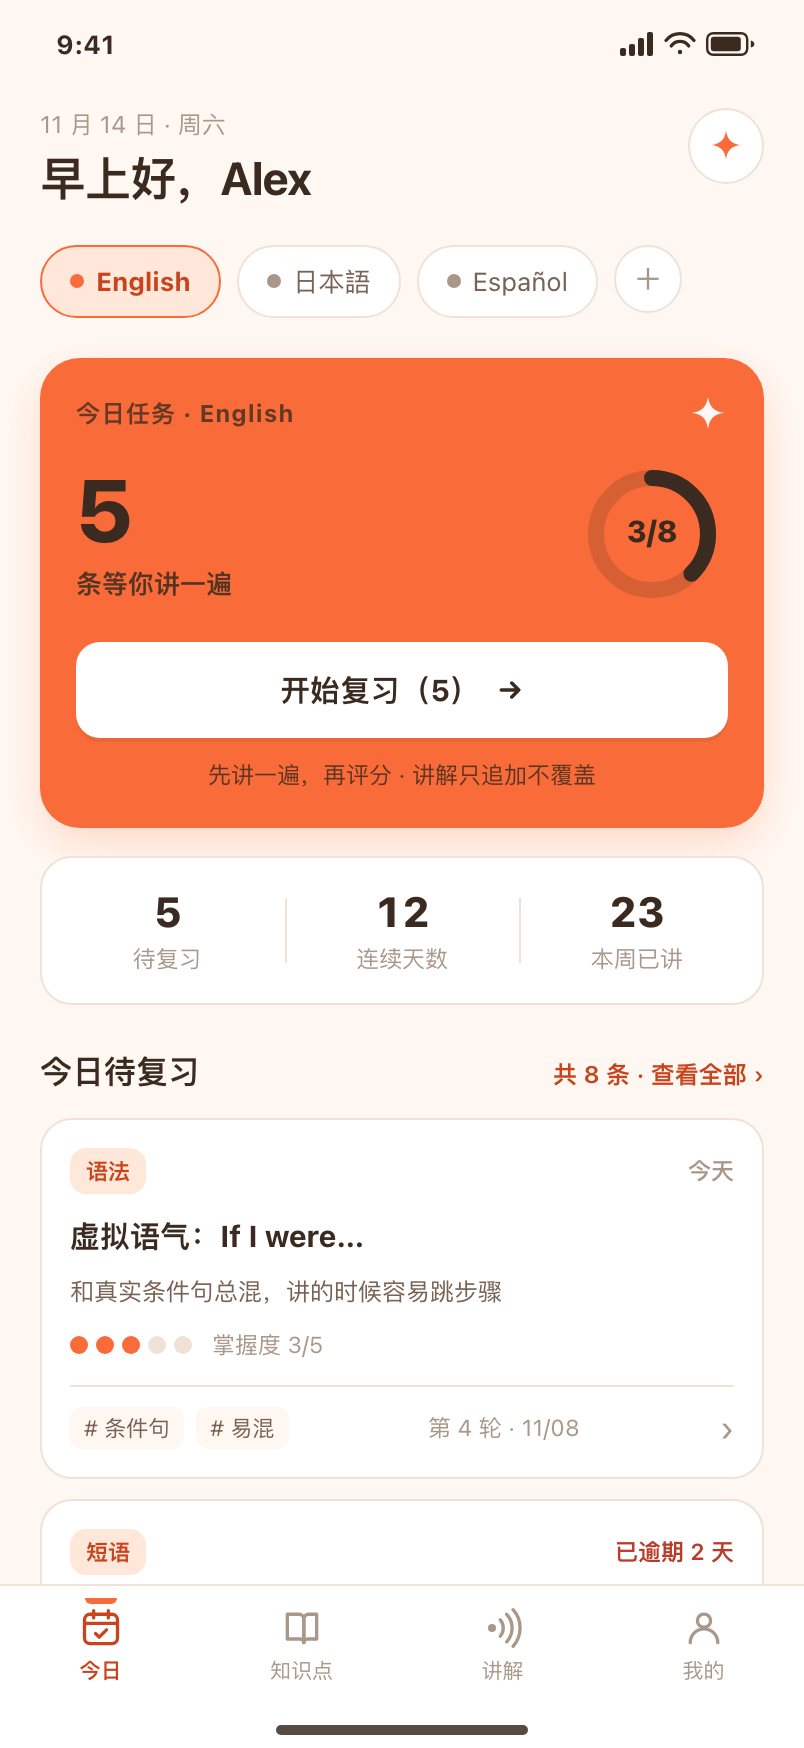 9:41
11 月 14 日 · 周六
早上好，Alex
English
日本語
Español
今日任务 · English
5
条等你讲一遍
3/8
开始复习（5） →
先讲一遍，再评分 · 讲解只追加不覆盖
5
待复习
12
连续天数
23
本周已讲
今日待复习
共 8 条 · 查看全部 ›
语法
今天
虚拟语气：If I were...
和真实条件句总混，讲的时候容易跳步骤
掌握度 3/5
# 条件句
# 易混
第 4 轮 · 11/08
短语
已逾期 2 天
今日
知识点
讲解
我的